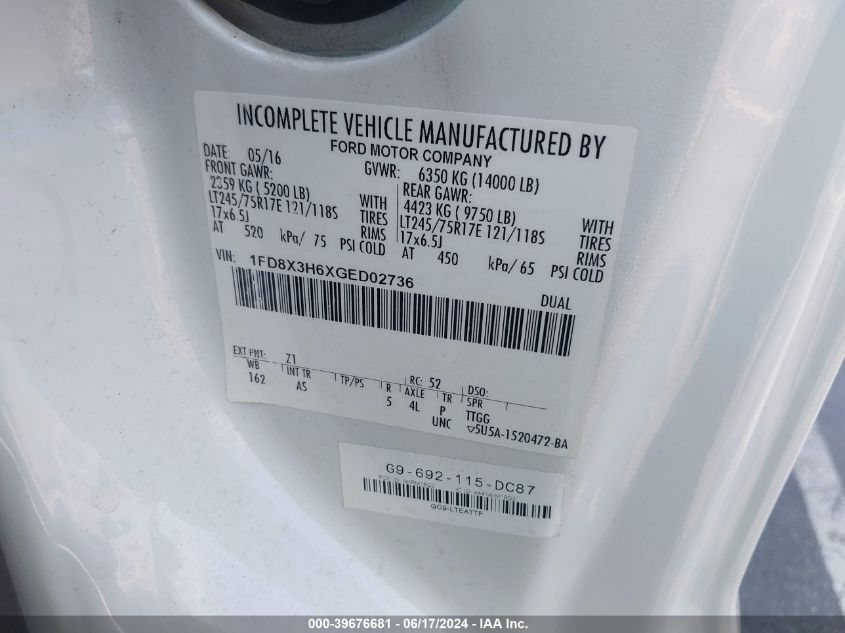 INCOMPLETE VEHICLE MANUFACTURED BY
FORD MOTOR COMPANY
DATE: 05/16 GVWR: 6350 KG (14000 LB)
FRONT GAWR: REAR GAWR:
2359 KG ( 5200 LB) WITH 4423 KG ( 9750 LB) WITH
LT245/75R17E 121/118S TIRES LT245/75R17E 121/118S TIRES
17x6.5J RIMS 17x6.5J RIMS
AT 520 kPa/ 75 PSI COLD AT 450 kPa/ 65 PSI COLD
VIN: 1FD8X3H6XGED02736 DUAL
EXT PNT: Z1 RC: 52 DSO:
WB INT TR TP/PS R AXLE TR SPR
162 AS 5 4L P TTGG
UNC ▽5U5A-1520472-BA
G9-692-115-DC87
GO9-LTEATTF
000-39676681 / 06/17/2024 / IAA Inc.